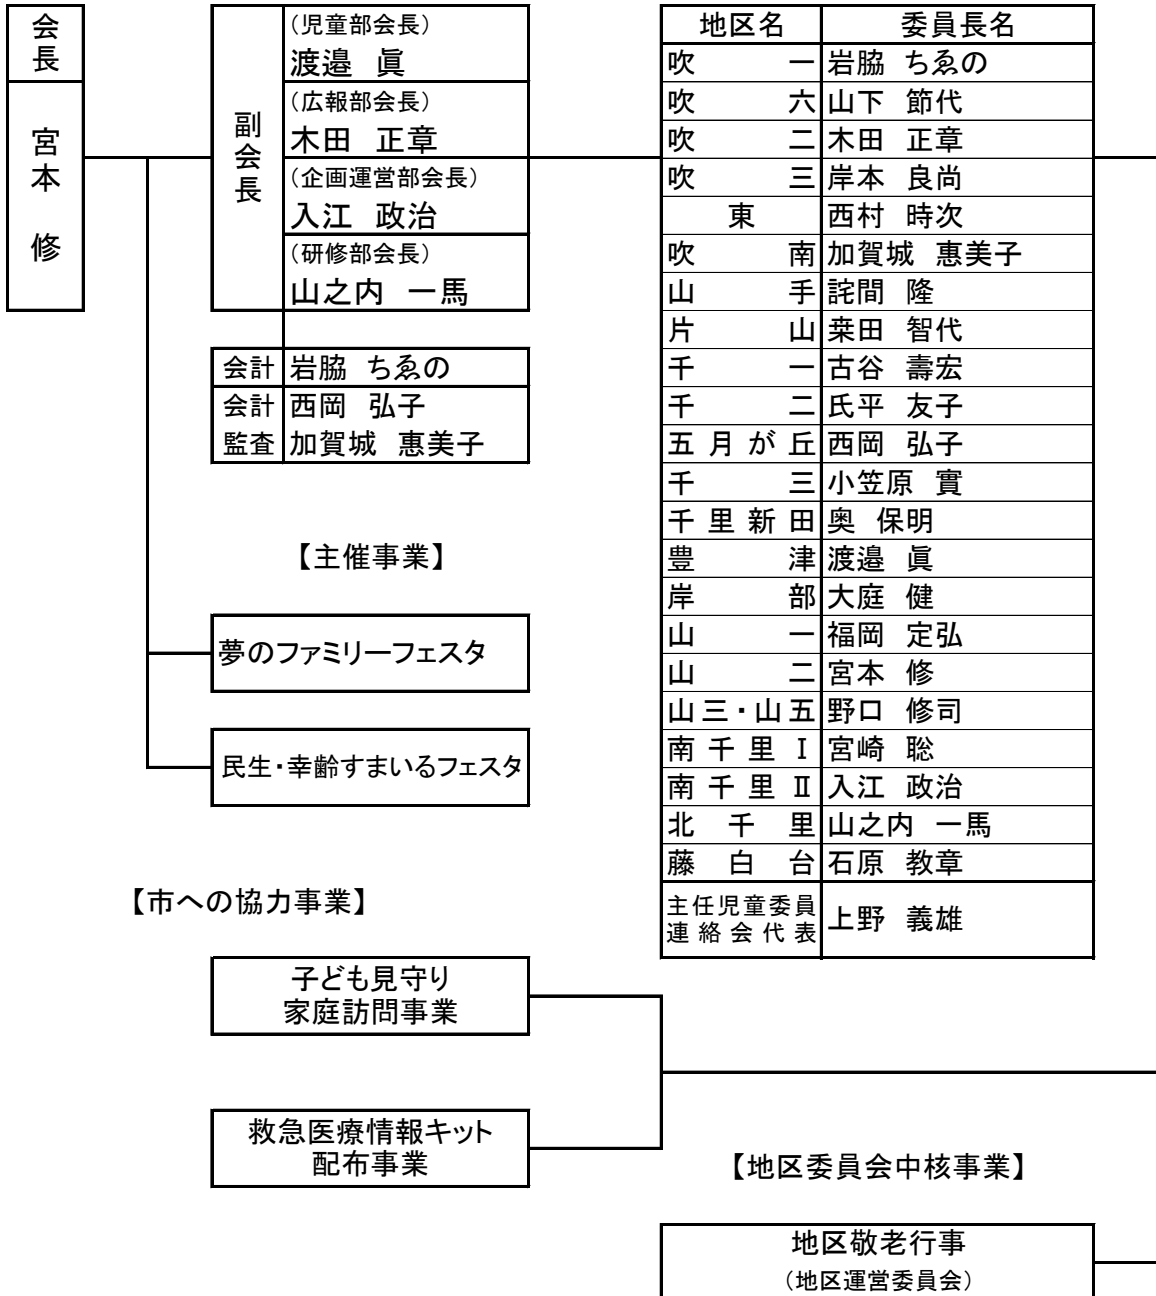 会長
宮本 修
副会長
(児童部会長)
渡邉 眞
(広報部会長)
木田 正章
(企画運営部会長)
入江 政治
(研修部会長)
山之内 一馬
会計 岩脇 ちゑの
会計 西岡 弘子
監査 加賀城 惠美子
【主催事業】
夢のファミリーフェスタ
民生・幸齢すまいるフェスタ
【市への協力事業】
子ども見守り
家庭訪問事業
救急医療情報キット
配布事業
地区名 委員長名
吹一 岩脇 ちゑの
吹六 山下 節代
吹二 木田 正章
吹三 岸本 良尚
東 西村 時次
吹南 加賀城 惠美子
山手 詫間 隆
片山 桒田 智代
千一 古谷 壽宏
千二 氏平 友子
五月が丘 西岡 弘子
千三 小笠原 實
千里新田 奥 保明
豊津 渡邉 眞
岸部 大庭 健
山一 福岡 定弘
山二 宮本 修
山三・山五 野口 修司
南千里Ⅰ 宮崎 聡
南千里Ⅱ 入江 政治
北千里 山之内 一馬
藤白台 石原 教章
主任児童委員
連絡会代表 上野 義雄
【地区委員会中核事業】
地区敬老行事
(地区運営委員会)